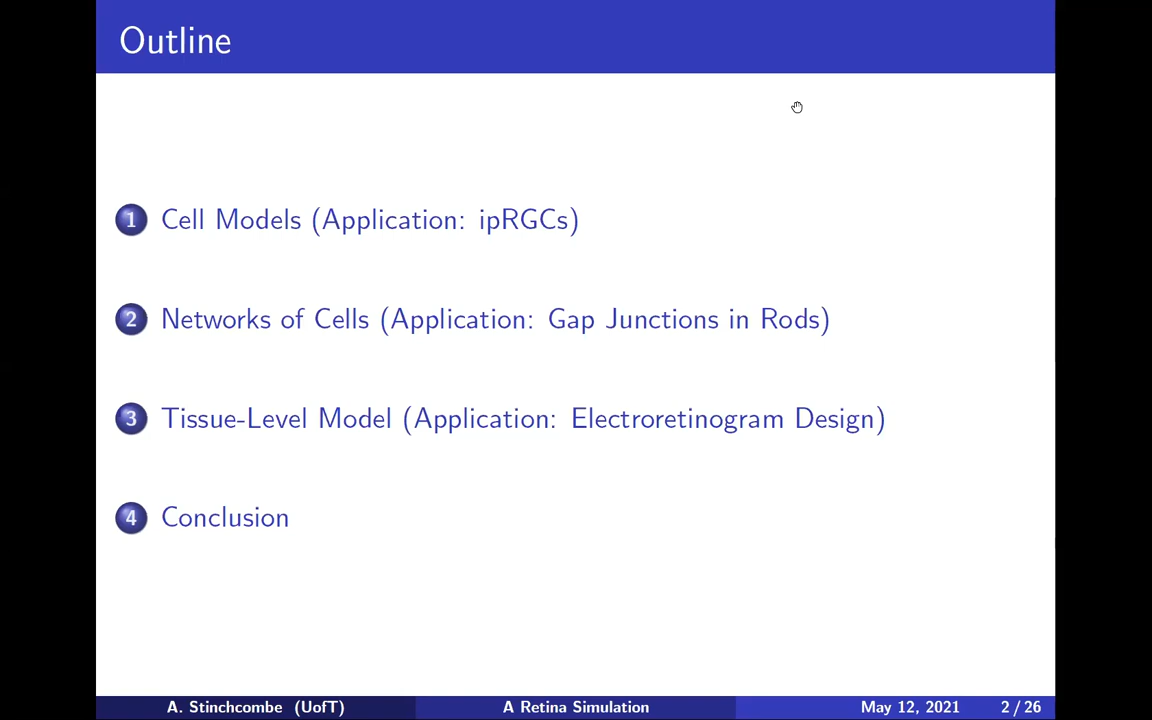 Outline
1 Cell Models (Application: ipRGCs)
2 Networks of Cells (Application: Gap Junctions in Rods)
3 Tissue-Level Model (Application: Electroretinogram Design)
4 Conclusion
A. Stinchcombe (UofT) A Retina Simulation May 12, 2021 2 / 26